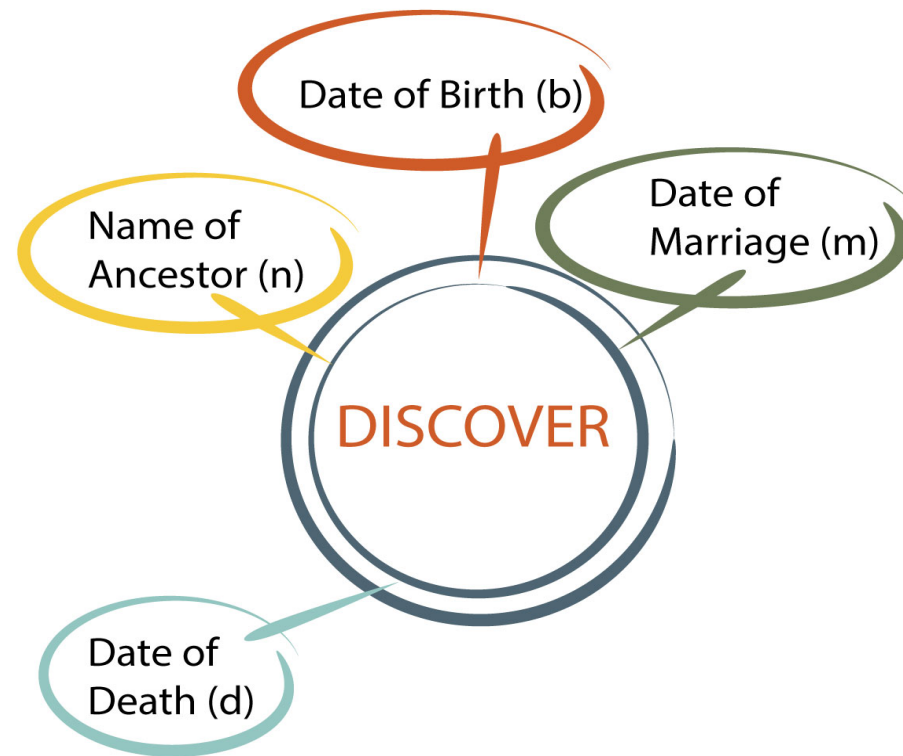 Date of Birth (b)
Name of
Ancestor (n)
Date of
Marriage (m)
DISCOVER
Date of
Death (d)